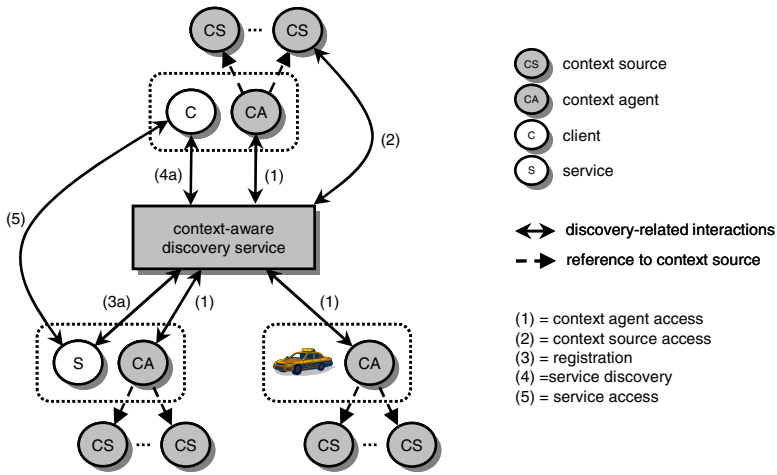 CS ... CS
C CA
(2)
(4a) (1)
(5)
context-aware
discovery service
(3a) (1) (1)
S CA CA
CS ... CS CS ... CS
CS context source
CA context agent
C client
S service
discovery-related interactions
reference to context source
(1) = context agent access
(2) = context source access
(3) = registration
(4) =service discovery
(5) = service access